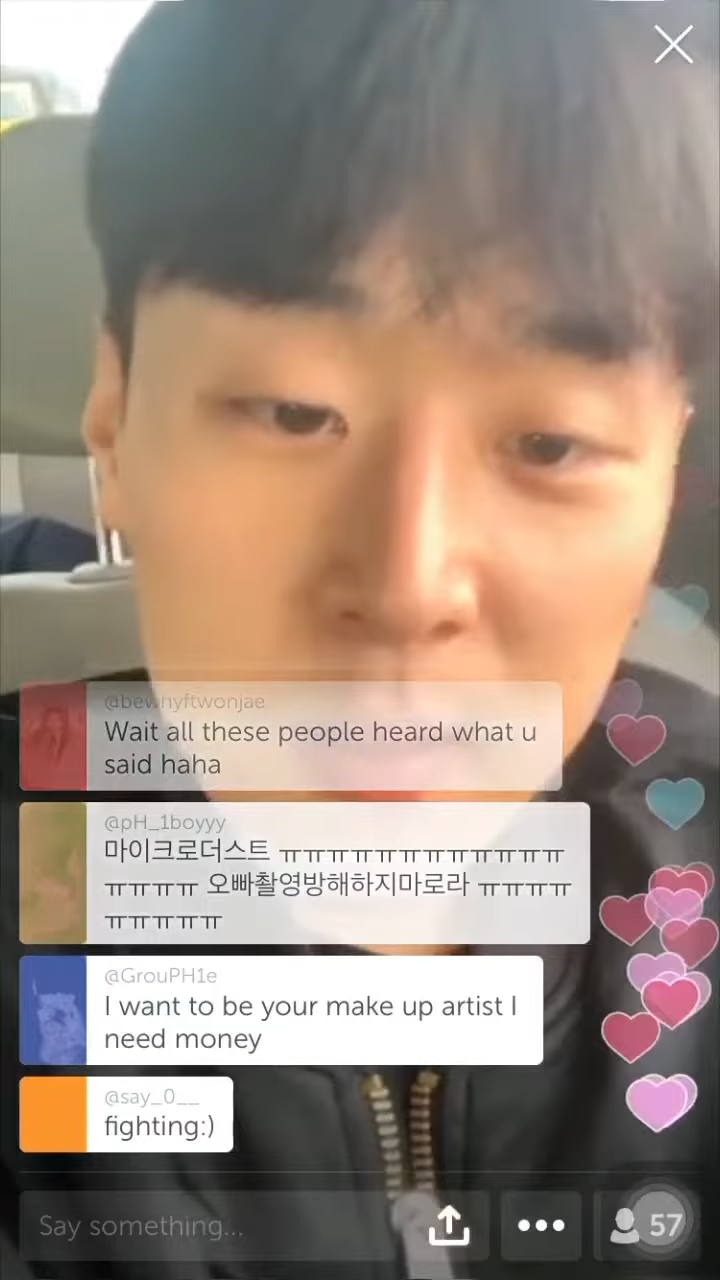 @bewhyftwonjae
Wait all these people heard what u
said haha
@pH_1boyyy
마이크로더스트 ㅠㅠㅠㅠㅠㅠㅠㅠㅠㅠㅠㅠ
ㅠㅠㅠㅠ 오빠촬영방해하지마로라 ㅠㅠㅠㅠ
ㅠㅠㅠㅠㅠ
@GrouPH1e
I want to be your make up artist I
need money
@say_0__
fighting:)
Say something...
57